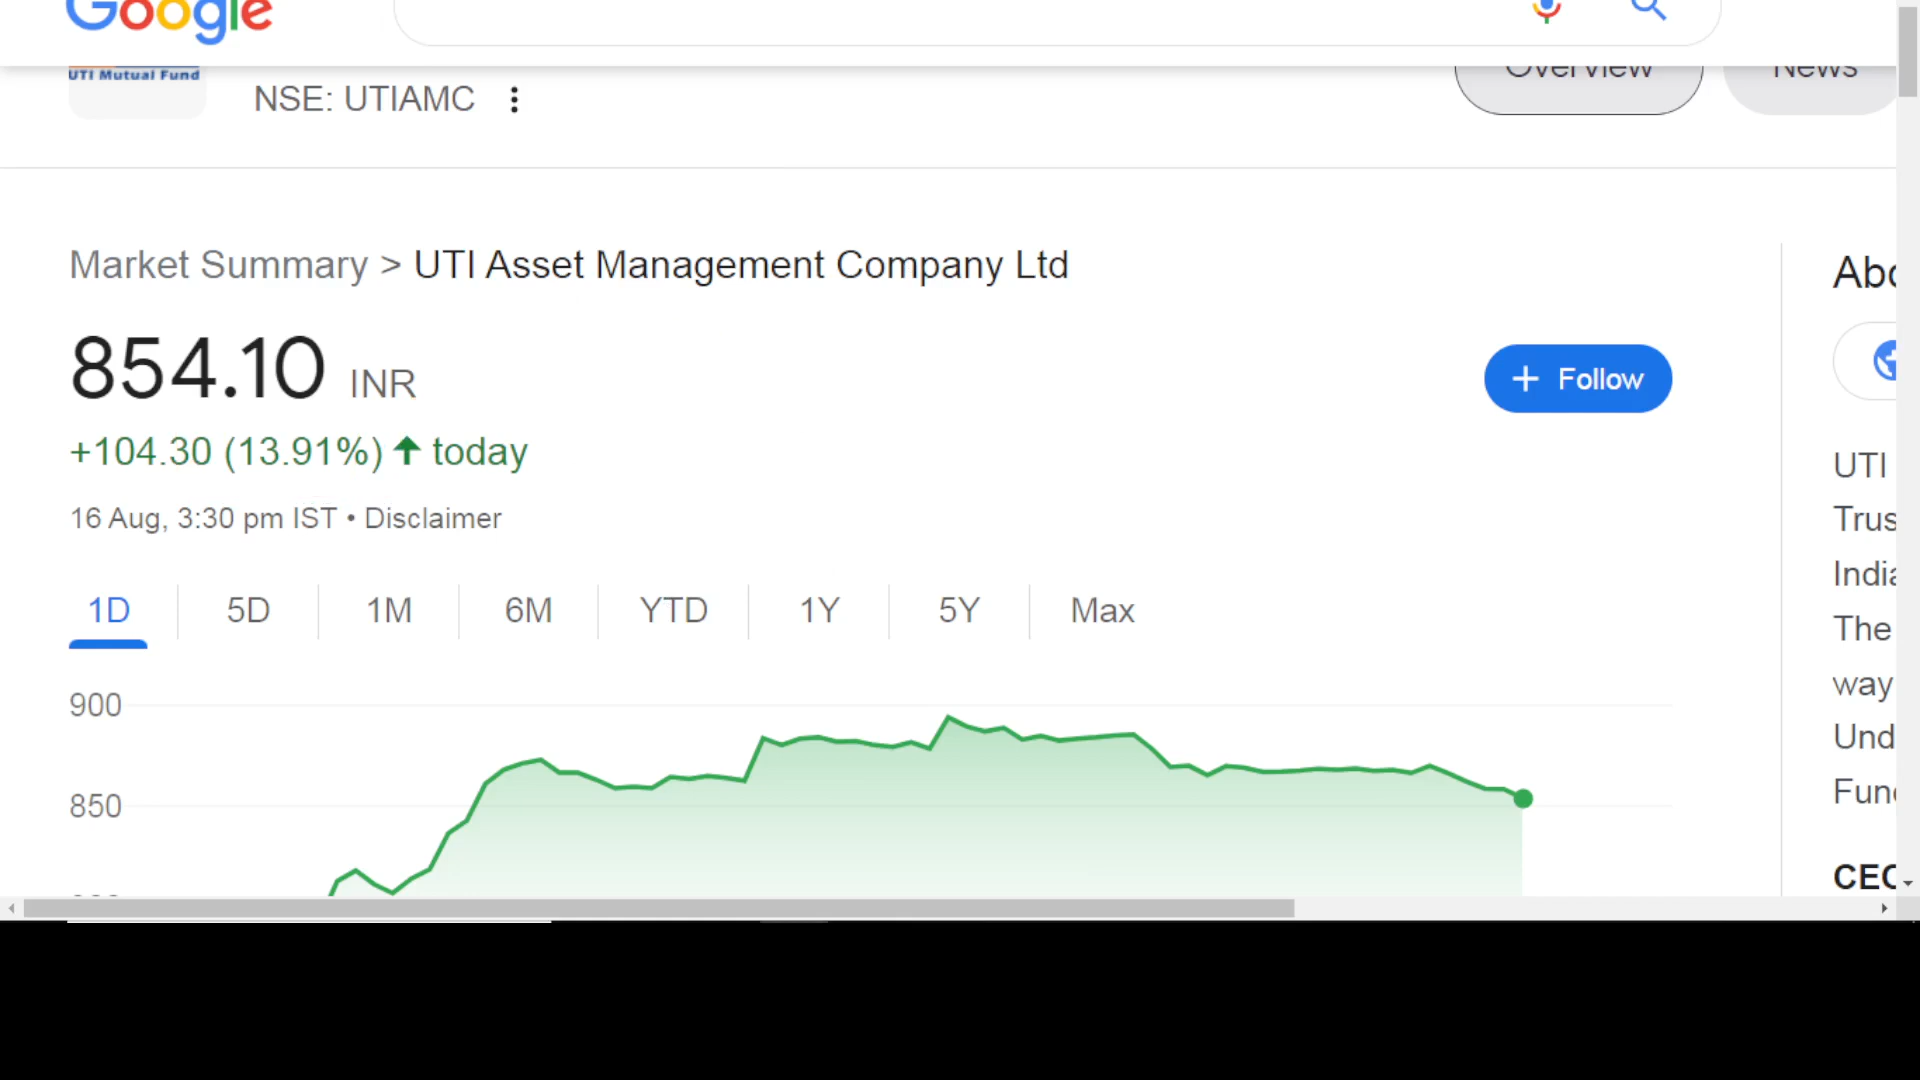 Google
UTI Mutual Fund
NSE: UTIAMC
Overview
News
Market Summary > UTI Asset Management Company Ltd
854.10 INR
+ Follow
+104.30 (13.91%) ↑ today
16 Aug, 3:30 pm IST • Disclaimer
1D 5D 1M 6M YTD 1Y 5Y Max
900
850
UTI
The
way